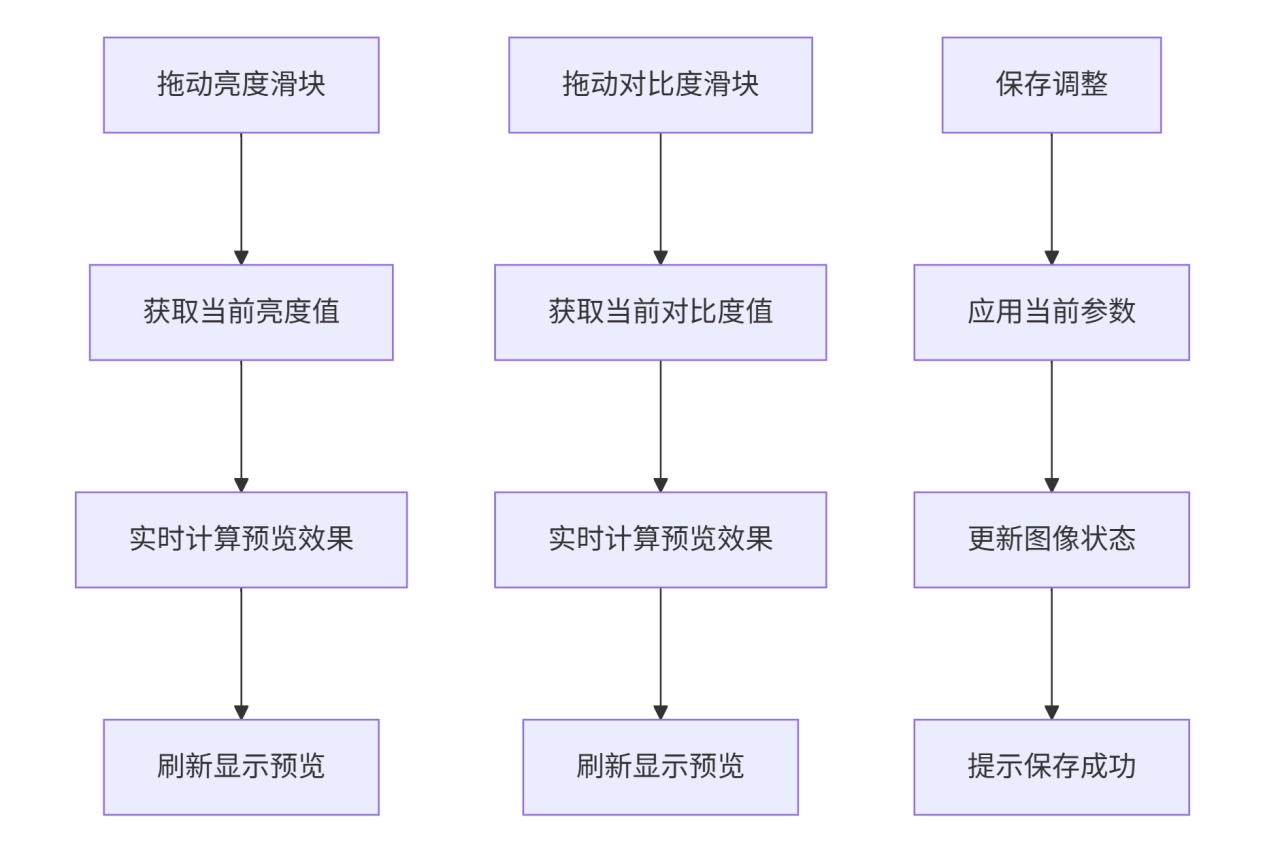 拖动亮度滑块
拖动对比度滑块
保存调整
获取当前亮度值
获取当前对比度值
应用当前参数
实时计算预览效果
实时计算预览效果
更新图像状态
刷新显示预览
刷新显示预览
提示保存成功